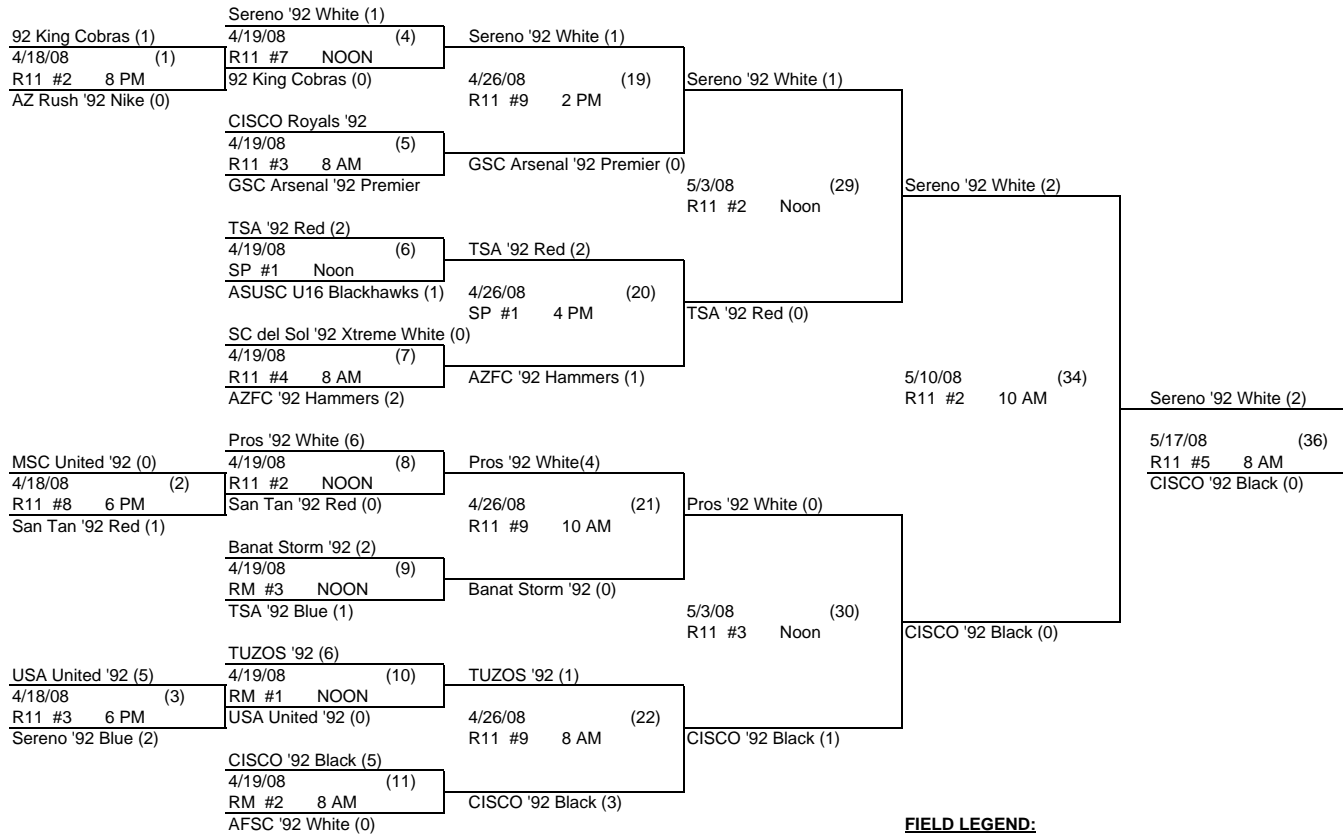 Sereno '92 White (1)
92 King Cobras (1)
4/19/08 (4)
Sereno '92 White (1)
4/18/08 (1)
R11 #7 NOON
R11 #2 8 PM
92 King Cobras (0)
4/26/08 (19)
Sereno '92 White (1)
AZ Rush '92 Nike (0)
R11 #9 2 PM
CISCO Royals '92
4/19/08 (5)
R11 #3 8 AM
GSC Arsenal '92 Premier (0)
GSC Arsenal '92 Premier
5/3/08 (29)
Sereno '92 White (2)
R11 #2 Noon
TSA '92 Red (2)
4/19/08 (6)
TSA '92 Red (2)
SP #1 Noon
ASUSC U16 Blackhawks (1)
4/26/08 (20)
SP #1 4 PM
TSA '92 Red (0)
SC del Sol '92 Xtreme White (0)
4/19/08 (7)
R11 #4 8 AM
AZFC '92 Hammers (1)
5/10/08 (34)
AZFC '92 Hammers (2)
R11 #2 10 AM
Sereno '92 White (2)
Pros '92 White (6)
5/17/08 (36)
MSC United '92 (0)
4/19/08 (8)
Pros '92 White(4)
R11 #5 8 AM
4/18/08 (2)
R11 #2 NOON
CISCO '92 Black (0)
R11 #8 6 PM
San Tan '92 Red (0)
4/26/08 (21)
Pros '92 White (0)
San Tan '92 Red (1)
R11 #9 10 AM
Banat Storm '92 (2)
4/19/08 (9)
RM #3 NOON
Banat Storm '92 (0)
TSA '92 Blue (1)
5/3/08 (30)
R11 #3 Noon
CISCO '92 Black (0)
TUZOS '92 (6)
USA United '92 (5)
4/19/08 (10)
TUZOS '92 (1)
4/18/08 (3)
RM #1 NOON
R11 #3 6 PM
USA United '92 (0)
4/26/08 (22)
Sereno '92 Blue (2)
R11 #9 8 AM
CISCO '92 Black (1)
CISCO '92 Black (5)
4/19/08 (11)
RM #2 8 AM
CISCO '92 Black (3)
AFSC '92 White (0)
FIELD LEGEND: